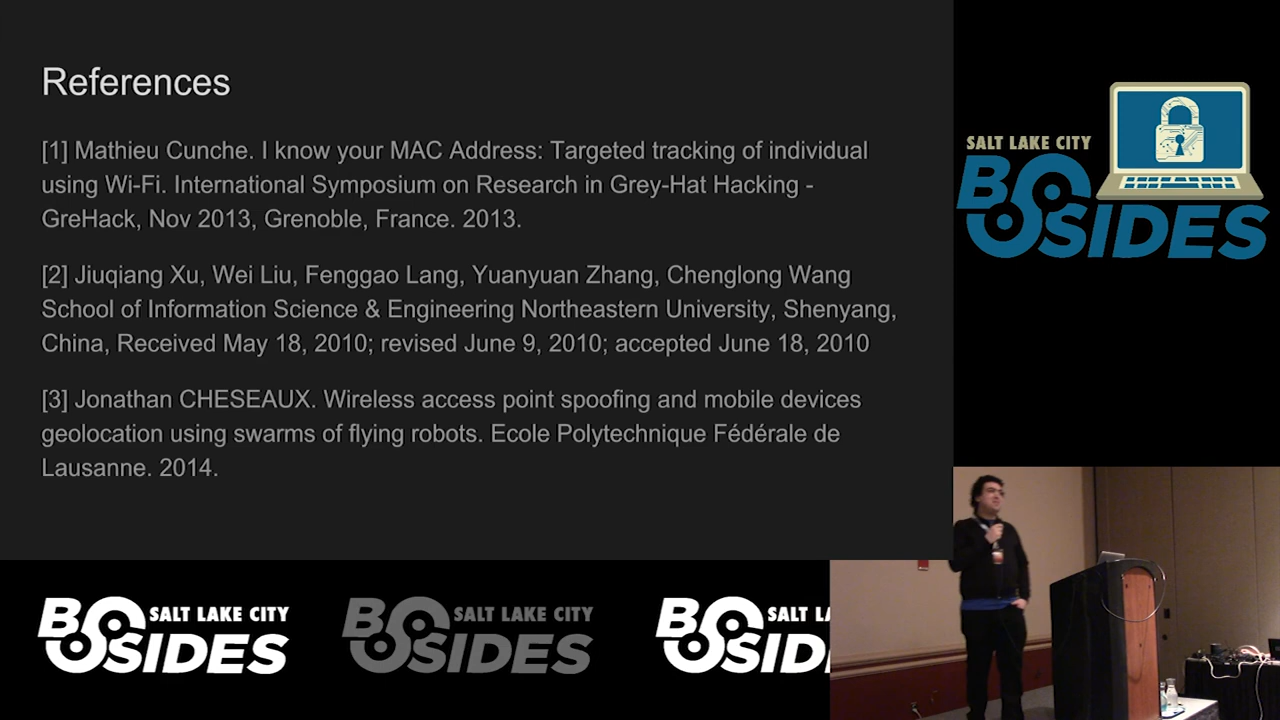 References
[1] Mathieu Cunche. I know your MAC Address: Targeted tracking of individual
using Wi-Fi. International Symposium on Research in Grey-Hat Hacking -
GreHack, Nov 2013, Grenoble, France. 2013.
[2] Jiuqiang Xu, Wei Liu, Fenggao Lang, Yuanyuan Zhang, Chenglong Wang
School of Information Science & Engineering Northeastern University, Shenyang,
China, Received May 18, 2010; revised June 9, 2010; accepted June 18, 2010
[3] Jonathan CHESEAUX. Wireless access point spoofing and mobile devices
geolocation using swarms of flying robots. Ecole Polytechnique Fédérale de
Lausanne. 2014.
SALT LAKE CITY
BSIDES
SALT LAKE CITY
BSIDES
SALT LAKE CITY
BSIDES
SALT LA
BSID